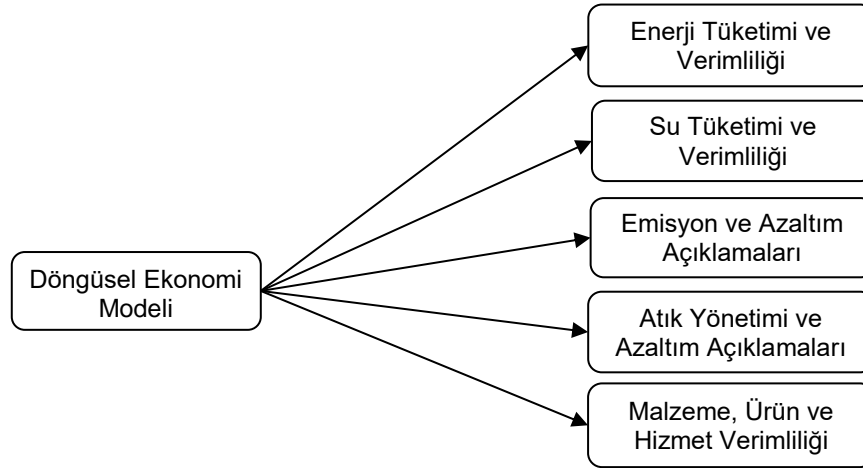 Enerji Tüketimi ve
Verimliliği
Su Tüketimi ve
Verimliliği
Emisyon ve Azaltım
Açıklamaları
Döngüsel Ekonomi
Modeli
Atık Yönetimi ve
Azaltım Açıklamaları
Malzeme, Ürün ve
Hizmet Verimliliği